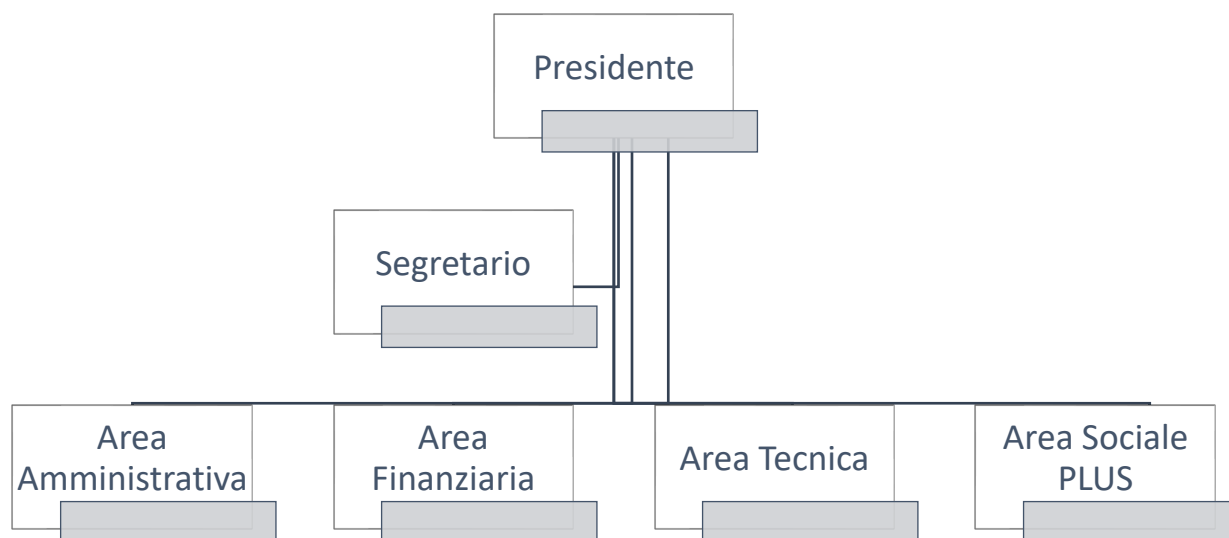 Presidente
Segretario
Area
Amministrativa
Area
Finanziaria
Area Tecnica
Area Sociale
PLUS